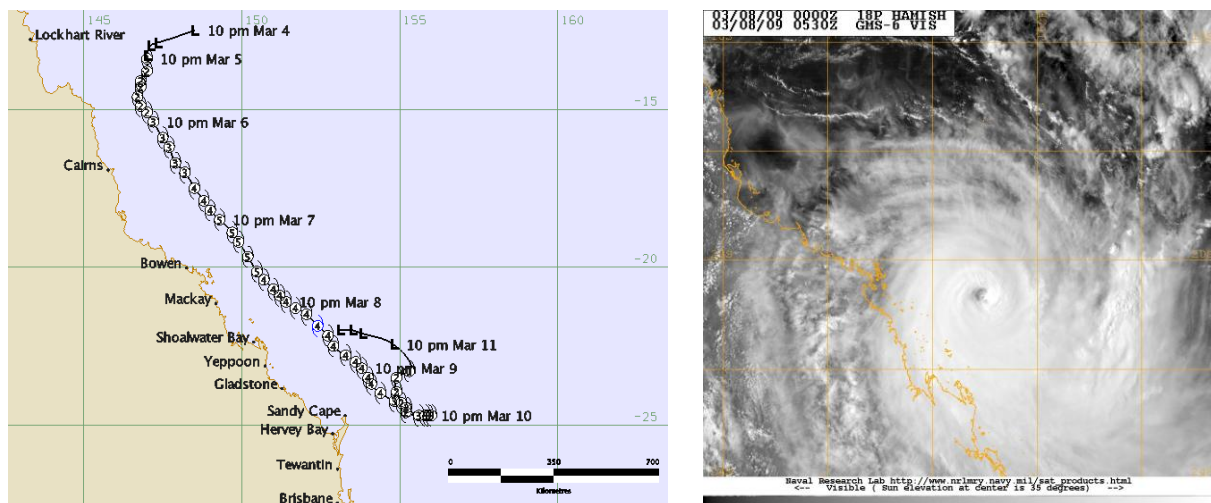 145 150 155 160
Lockhart River
10 pm Mar 4
10 pm Mar 5
-15
10 pm Mar 6
Cairns
10 pm Mar 7
Bowen
-20
Mackay
10 pm Mar 8
Shoalwater Bay
10 pm Mar 11
Yeppoon
10 pm Mar 9
Gladstone
Sandy Cape
10 pm Mar 10
-25
Hervey Bay
Tewantin
0 350 700
Kilometres
Brisbane
03/08/09 0000Z 18P HAMISH
03/08/09 0530Z GMS-6 VIS
Naval Research Lab http://www.nrlmry.navy.mil/sat_products.html
<-- Visible ( Sun elevation at center is 35 degrees) -->